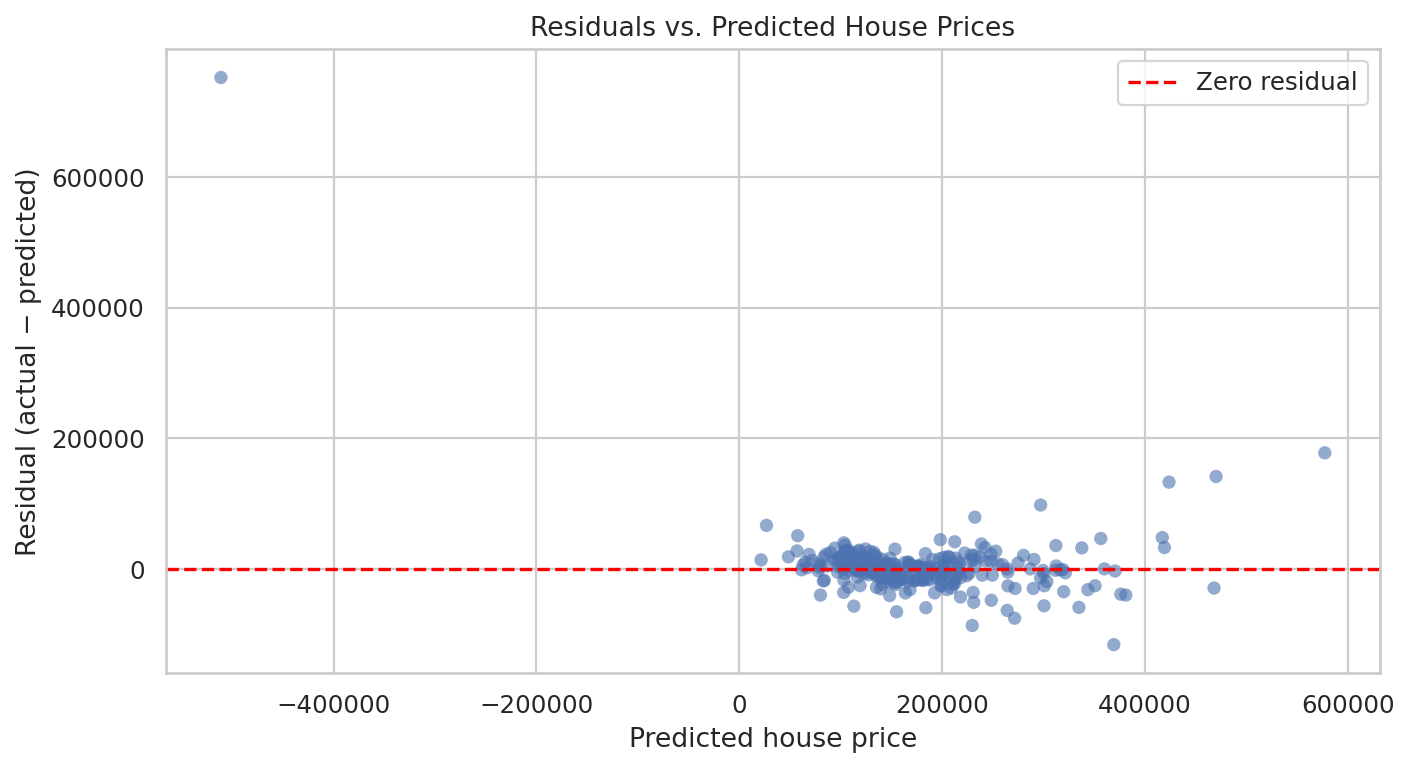 Residuals vs. Predicted House Prices
Zero residual
Residual (actual − predicted)
600000
400000
200000
0
−400000
−200000
0
200000
400000
600000
Predicted house price